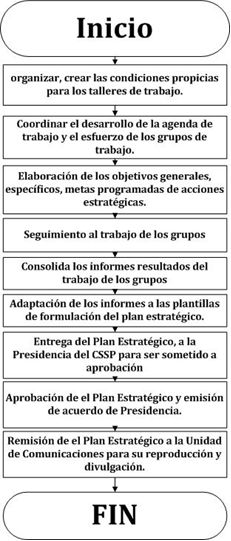 Inicio
organizar, crear las condiciones propicias
para los talleres de trabajo.
Coordinar el desarrollo de la agenda de
trabajo y el esfuerzo de los grupos de
trabajo.
Elaboración de los objetivos generales,
específicos, metas programadas de acciones
estratégicas.
Seguimiento al trabajo de los grupos
Consolida los informes resultados del
trabajo de los grupos
Adaptación de los informes a las plantillas
de formulación del plan estratégico.
Entrega del Plan Estratégico, a la
Presidencia del CSSP para ser sometido a
aprobación
Aprobación de el Plan Estratégico y emisión
de acuerdo de Presidencia.
Remisión de el Plan Estratégico a la Unidad
de Comunicaciones para su reproducción y
divulgación.
FIN